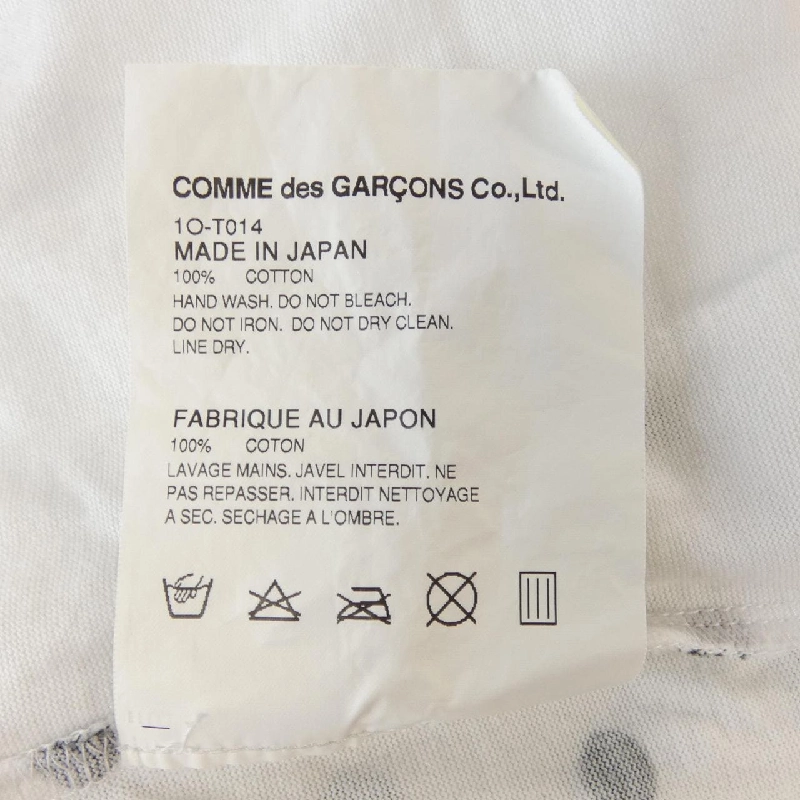 COMME des GARÇONS Co.,Ltd.
1O-T014
MADE IN JAPAN
100% COTTON
HAND WASH. DO NOT BLEACH.
DO NOT IRON. DO NOT DRY CLEAN.
LINE DRY.
FABRIQUE AU JAPON
100% COTON
LAVAGE MAINS. JAVEL INTERDIT. NE
PAS REPASSER. INTERDIT NETTOYAGE
A SEC. SECHAGE A L'OMBRE.